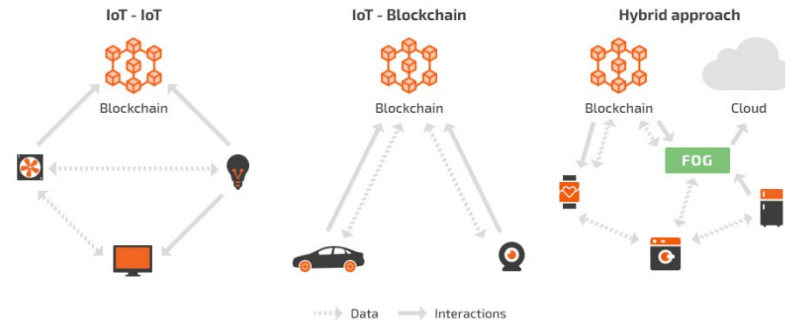 IoT - IoT
IoT - Blockchain
Hybrid approach
Blockchain
Blockchain
Blockchain
Cloud
FOG
Data
Interactions